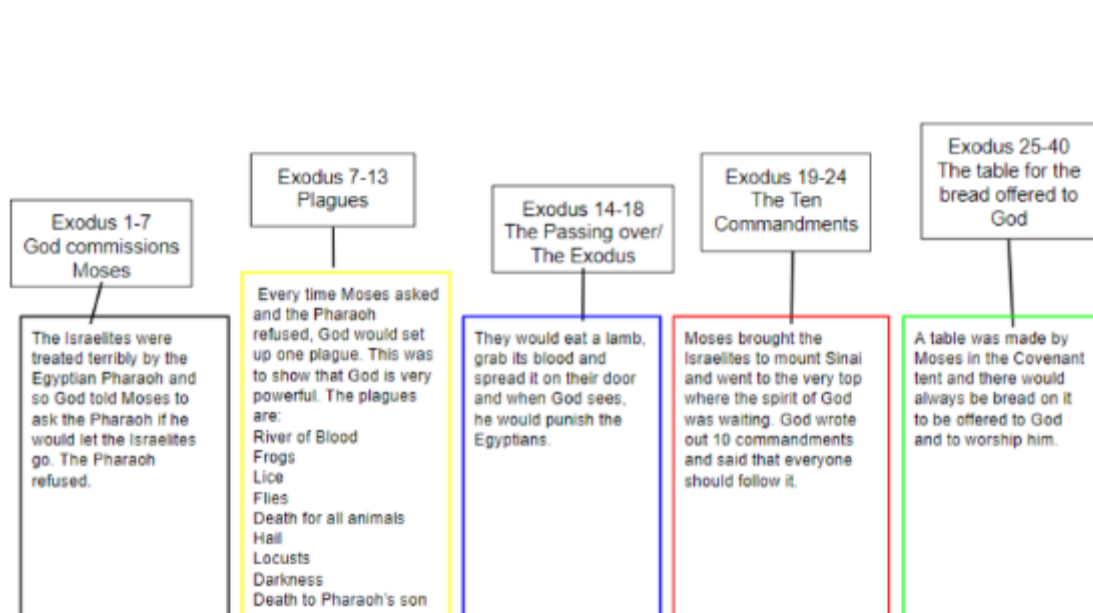 Exodus 1-7
God commissions
Moses
The Israelites were
treated terribly by the
Egyptian Pharaoh and
so God told Moses to
ask the Pharaoh if he
would let the Israelites
go. The Pharaoh
refused.
Exodus 7-13
Plagues
Every time Moses asked
and the Pharaoh
refused, God would set
up one plague. This was
to show that God is very
powerful. The plagues
are:
River of Blood
Frogs
Lice
Flies
Death for all animals
Hail
Locusts
Darkness
Death to Pharaoh's son
Exodus 14-18
The Passing over/
The Exodus
They would eat a lamb,
grab its blood and
spread it on their door
and when God sees,
he would punish the
Egyptians.
Exodus 19-24
The Ten
Commandments
Moses brought the
Israelites to mount Sinai
and went to the very top
where the spirit of God
was waiting. God wrote
out 10 commandments
and said that everyone
should follow it.
Exodus 25-40
The table for the
bread offered to
God
A table was made by
Moses in the Covenant
tent and there would
always be bread on it
to be offered to God
and to worship him.